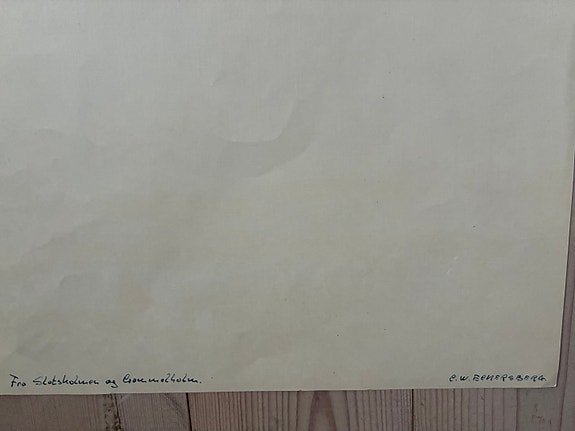 Fra Slotsholmen og Gammelholm.
C.W. ECKERSBERG